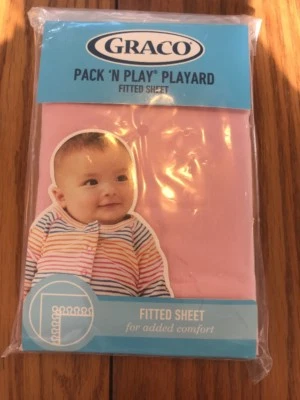 GRACO
PACK 'N PLAY® PLAYARD
FITTED SHEET
FITTED SHEET
for added comfort